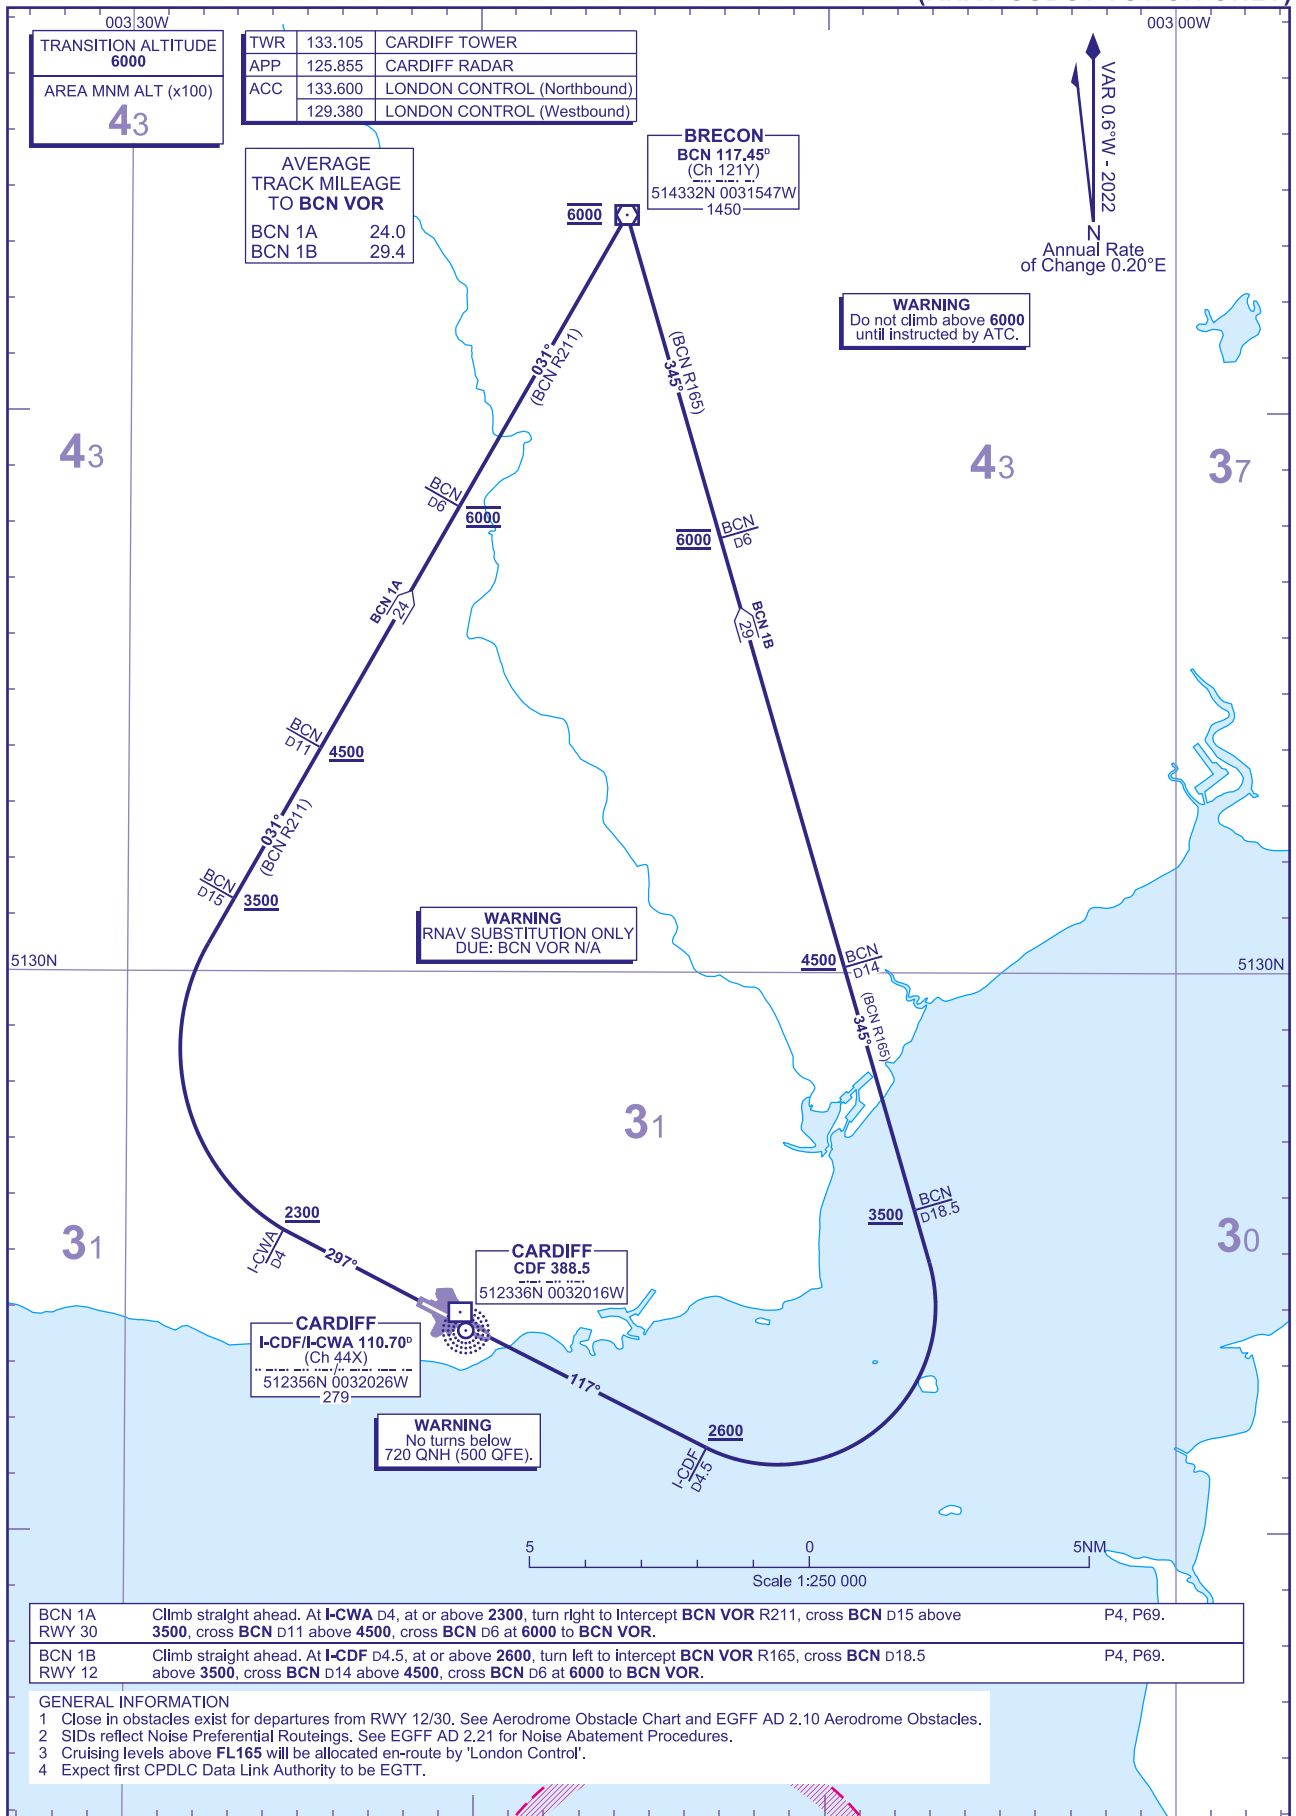 003 30W
003 00W
TRANSITION ALTITUDE
6000
AREA MNM ALT (x100)
43
TWR 133.105 CARDIFF TOWER
APP 125.855 CARDIFF RADAR
ACC 133.600 LONDON CONTROL (Northbound)
129.380 LONDON CONTROL (Westbound)
AVERAGE
TRACK MILEAGE
TO BCN VOR
BCN 1A 24.0
BCN 1B 29.4
BRECON
BCN 117.45ᴰ
(Ch 121Y)
514332N 0031547W
1450
6000
VAR 0.6°W - 2022
N
Annual Rate
of Change 0.20°E
WARNING
Do not climb above 6000
until instructed by ATC.
031°
(BCN R211)
(BCN R165)
345°
43
43
37
BCN
D6
6000
6000
BCN
D6
BCN 1A
24
BCN 1B
29
BCN
D11
4500
031°
(BCN R211)
BCN
D15
3500
WARNING
RNAV SUBSTITUTION ONLY
DUE: BCN VOR N/A
5130N
5130N
4500
BCN
D14
(BCN R165)
345°
31
31
30
BCN
D18.5
3500
2300
I-CWA
D4
297°
CARDIFF
CDF 388.5
512336N 0032016W
CARDIFF
I-CDF/I-CWA 110.70ᴰ
(Ch 44X)
512356N 0032026W
279
117°
WARNING
No turns below
720 QNH (500 QFE).
2600
I-CDF
D4.5
5 0 5NM
Scale 1:250 000
BCN 1A Climb straight ahead. At I-CWA D4, at or above 2300, turn right to intercept BCN VOR R211, cross BCN D15 above P4, P69.
RWY 30 3500, cross BCN D11 above 4500, cross BCN D6 at 6000 to BCN VOR.
BCN 1B Climb straight ahead. At I-CDF D4.5, at or above 2600, turn left to intercept BCN VOR R165, cross BCN D18.5 P4, P69.
RWY 12 above 3500, cross BCN D14 above 4500, cross BCN D6 at 6000 to BCN VOR.
GENERAL INFORMATION
1 Close in obstacles exist for departures from RWY 12/30. See Aerodrome Obstacle Chart and EGFF AD 2.10 Aerodrome Obstacles.
2 SIDs reflect Noise Preferential Routeings. See EGFF AD 2.21 for Noise Abatement Procedures.
3 Cruising levels above FL165 will be allocated en-route by 'London Control'.
4 Expect first CPDLC Data Link Authority to be EGTT.